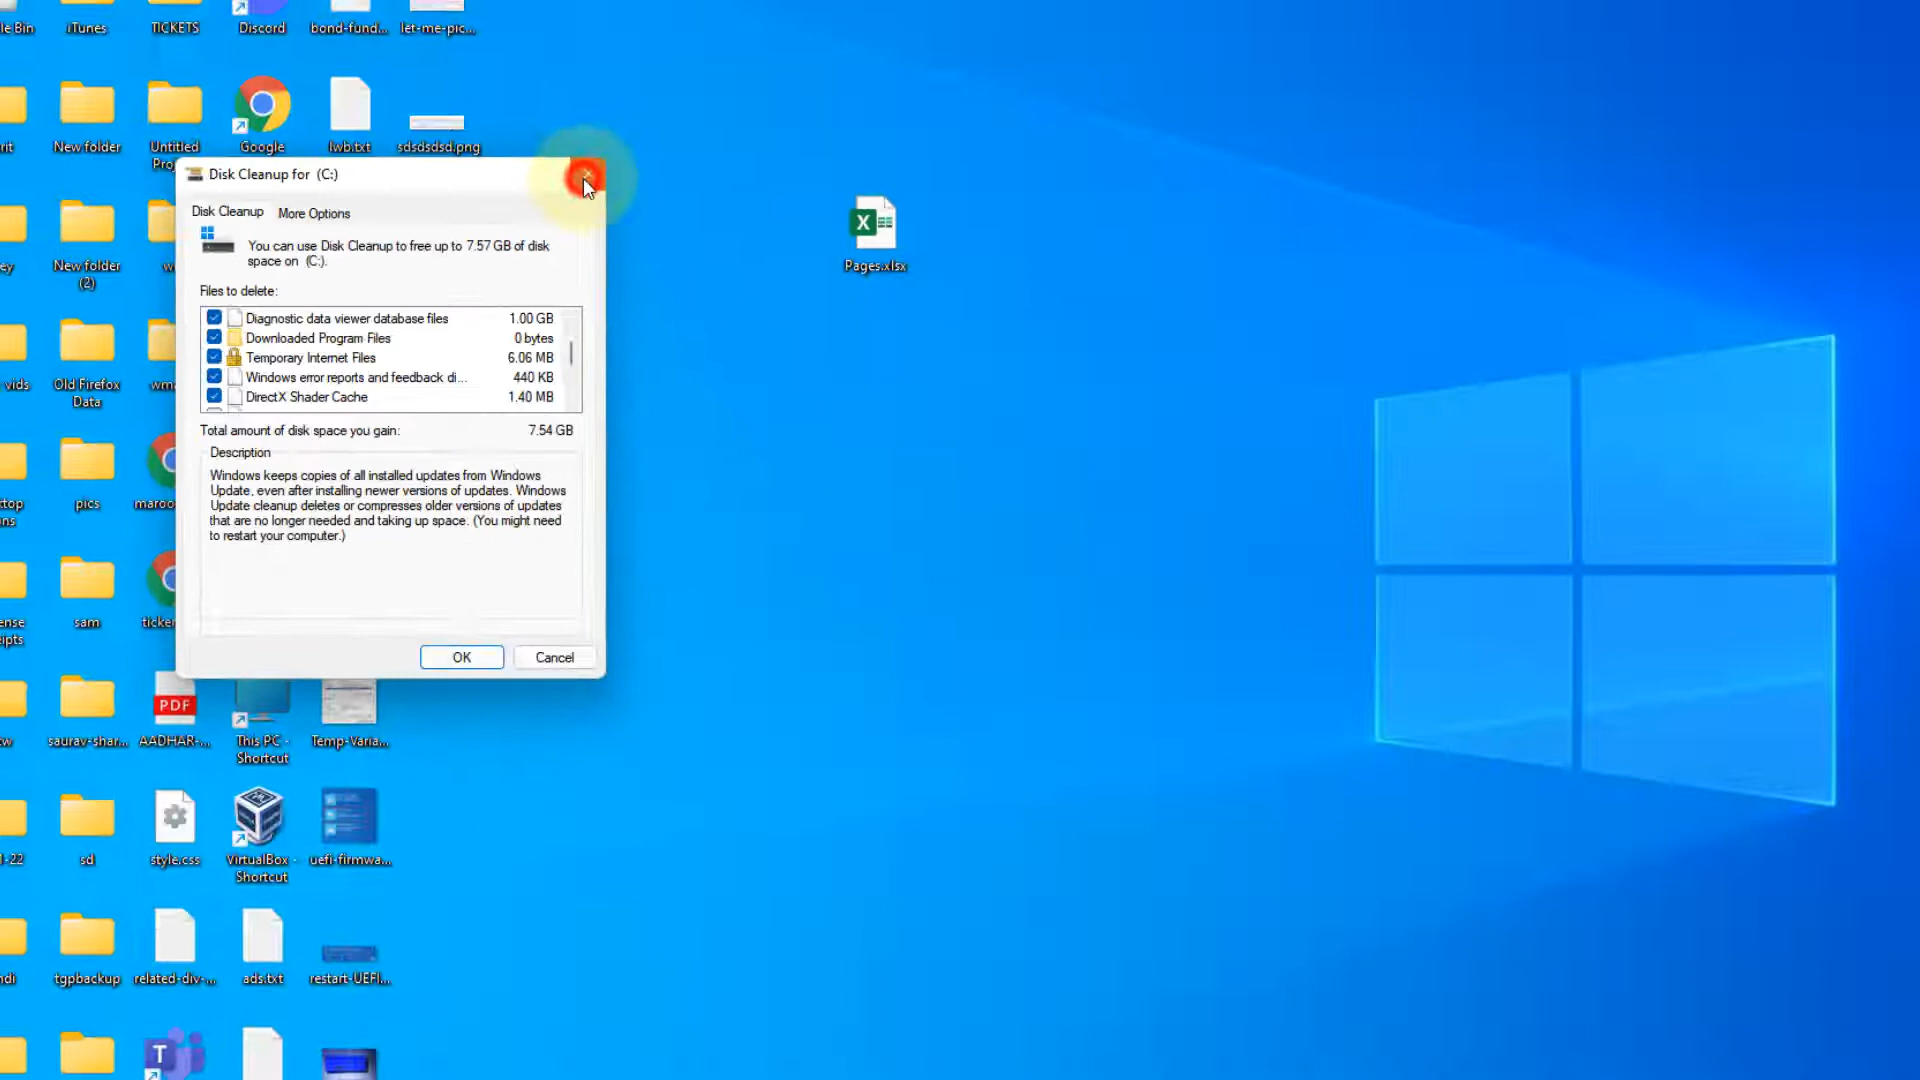 le Bin
iTunes
TICKETS
Discord
bond-fund...
let-me-pic...
rit
New folder
Untitled
Google
lwb.txt
sdsdsdsd.png
Disk Cleanup for (C:)
Disk Cleanup
More Options
You can use Disk Cleanup to free up to 7.57 GB of disk
space on (C:).
Files to delete:
Diagnostic data viewer database files 1.00 GB
Downloaded Program Files 0 bytes
Temporary Internet Files 6.06 MB
Windows error reports and feedback di... 440 KB
DirectX Shader Cache 1.40 MB
Total amount of disk space you gain: 7.54 GB
Description
Windows keeps copies of all installed updates from Windows
Update, even after installing newer versions of updates. Windows
Update cleanup deletes or compresses older versions of updates
that are no longer needed and taking up space. (You might need
to restart your computer.)
OK
Cancel
X
Pages.xlsx
ey
New folder
(2)
vids
Old Firefox
Data
wma
top
ns
pics
maroo
ense
ipts
sam
ticker
tw
saurav-shar...
PDF
AADHAR-...
This PC -
Shortcut
Temp-Varia...
1-22
sd
style.css
VirtualBox -
Shortcut
uefi-firmwa...
ndi
tgpbackup
related-div-...
ads.txt
restart-UEFI...
T